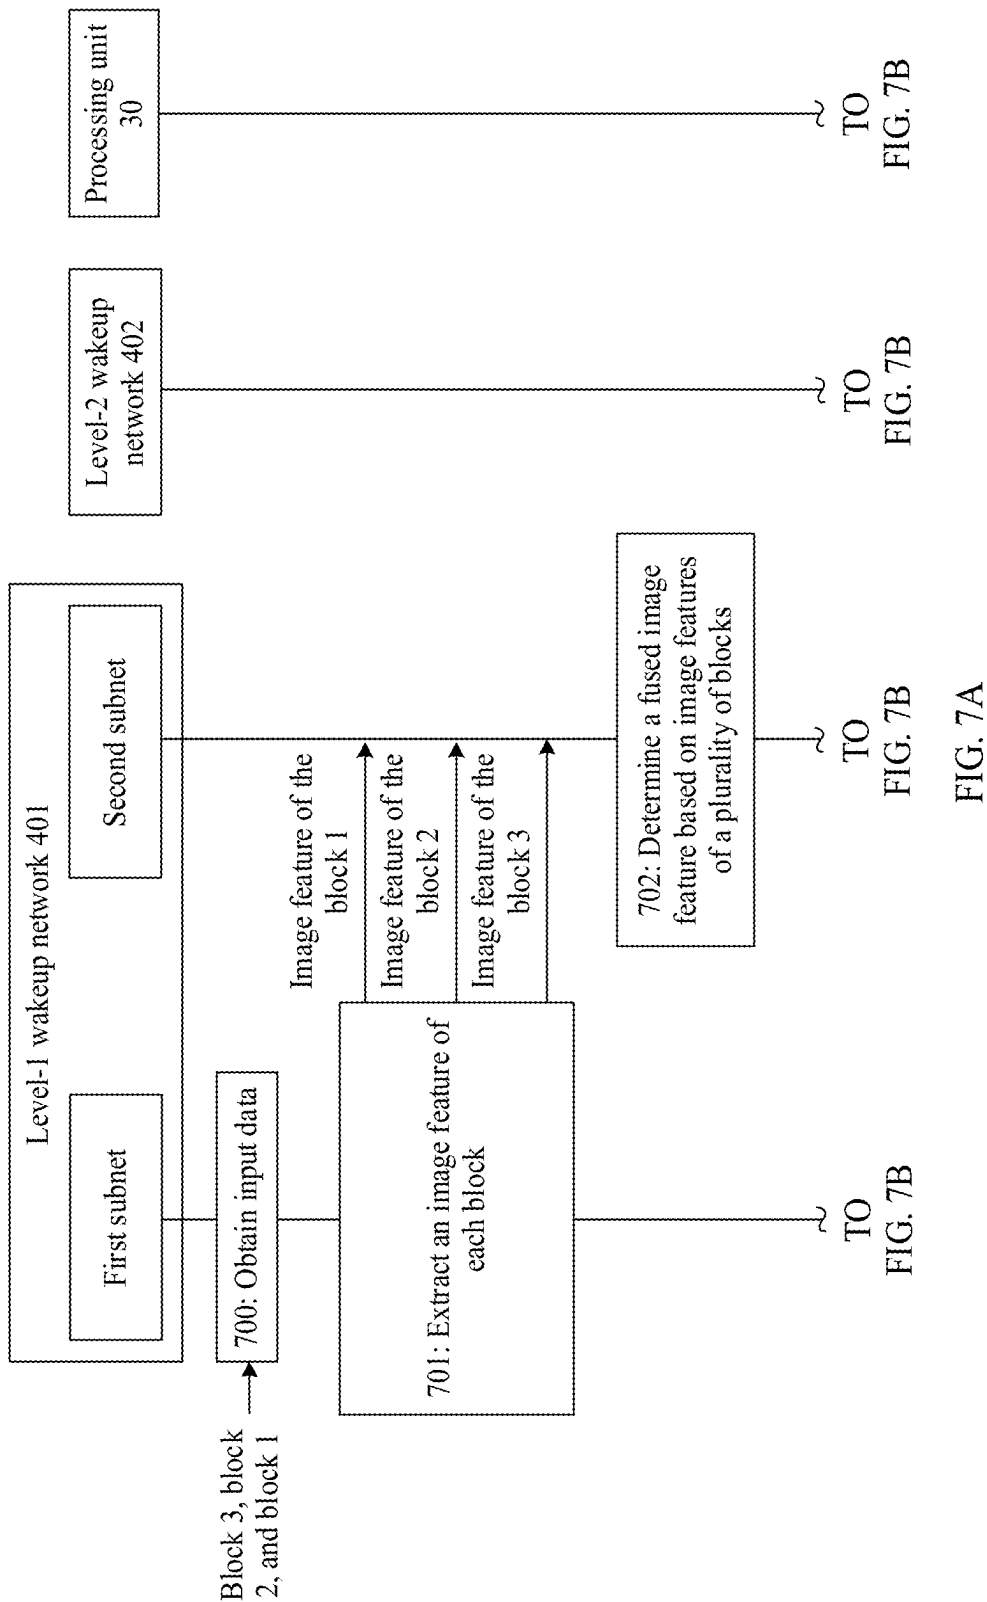 Level-1 wakeup network 401
First subnet
Second subnet
Level-2 wakeup
network 402
Processing unit
30
Block 3, block
2, and block 1
700: Obtain input data
701: Extract an image feature of
each block
Image feature of the
block 1
Image feature of the
block 2
Image feature of the
block 3
702: Determine a fused image
feature based on image features
of a plurality of blocks
TO
FIG. 7B
TO
FIG. 7B
TO
FIG. 7B
TO
FIG. 7B
FIG. 7A